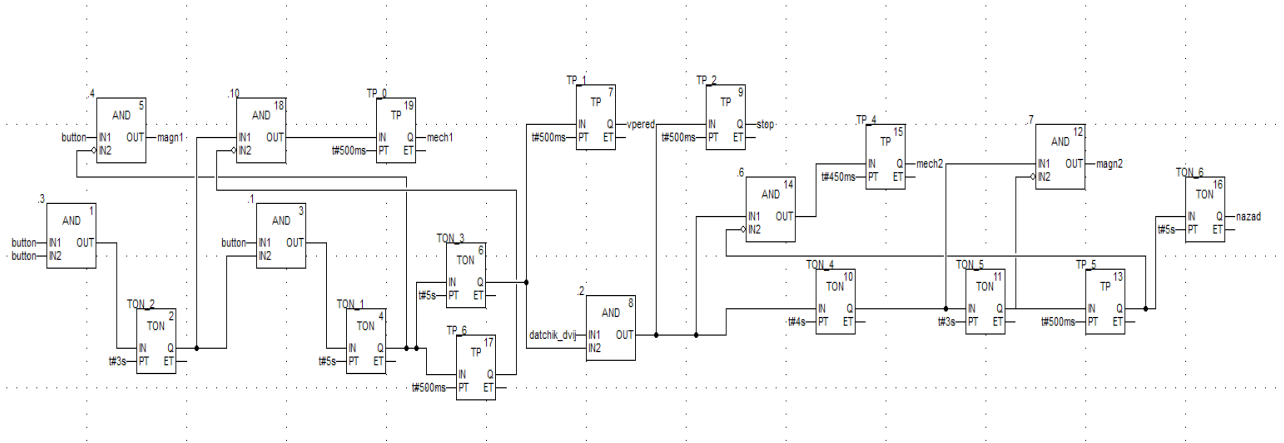 TP_1
7
TP
IN Q vpered
t#500ms PT ET
TP_2
9
TP
IN Q stop
t#500ms PT ET
.4
5
AND
button IN1 OUT magn1
IN2
.10
18
AND
IN1 OUT
IN2
TP_0
19
TP
IN Q mech1
t#500ms PT ET
TP_4
15
TP
IN Q mech2
t#450ms PT ET
.7
12
AND
IN1 OUT magn2
IN2
.6
14
AND
IN1 OUT
IN2
TON_6
16
TON
IN Q nazad
t#5s PT ET
.3
1
AND
button IN1 OUT
button IN2
.1
3
AND
button IN1 OUT
IN2
TON_3
6
TON
IN Q
t#5s PT ET
TON_4
10
TON
IN Q
t#4s PT ET
TON_5
11
TON
IN Q
t#3s PT ET
TP_5
13
TP
IN Q
t#500ms PT ET
.2
8
AND
datchik_dvij IN1 OUT
IN2
TON_2
2
TON
IN Q
t#3s PT ET
TON_1
4
TON
IN Q
t#5s PT ET
TP_6
17
TP
IN Q
t#500ms PT ET